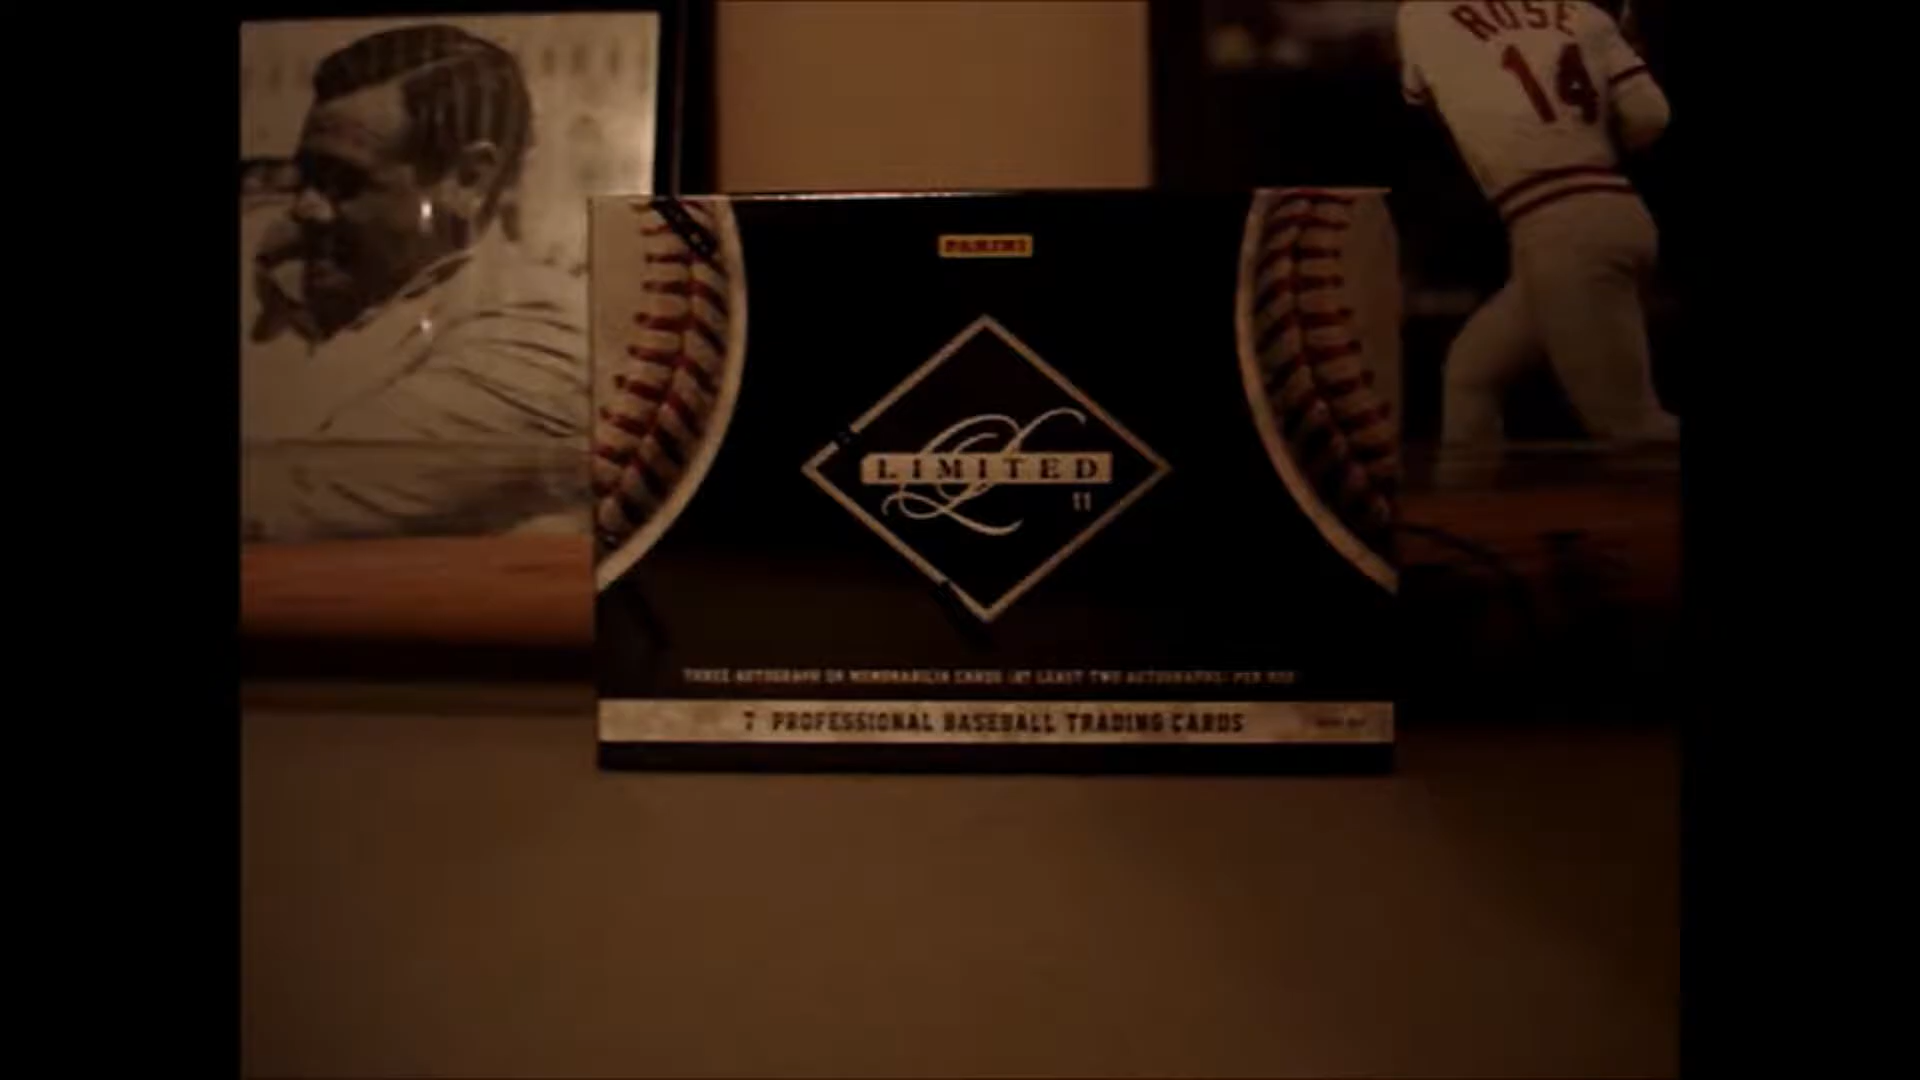 ROSE
14
PANINI
LIMITED
11
THREE AUTOGRAPH OR MEMORABILIA CARDS (AT LEAST TWO AUTOGRAPHS) PER BOX
7 PROFESSIONAL BASEBALL TRADING CARDS